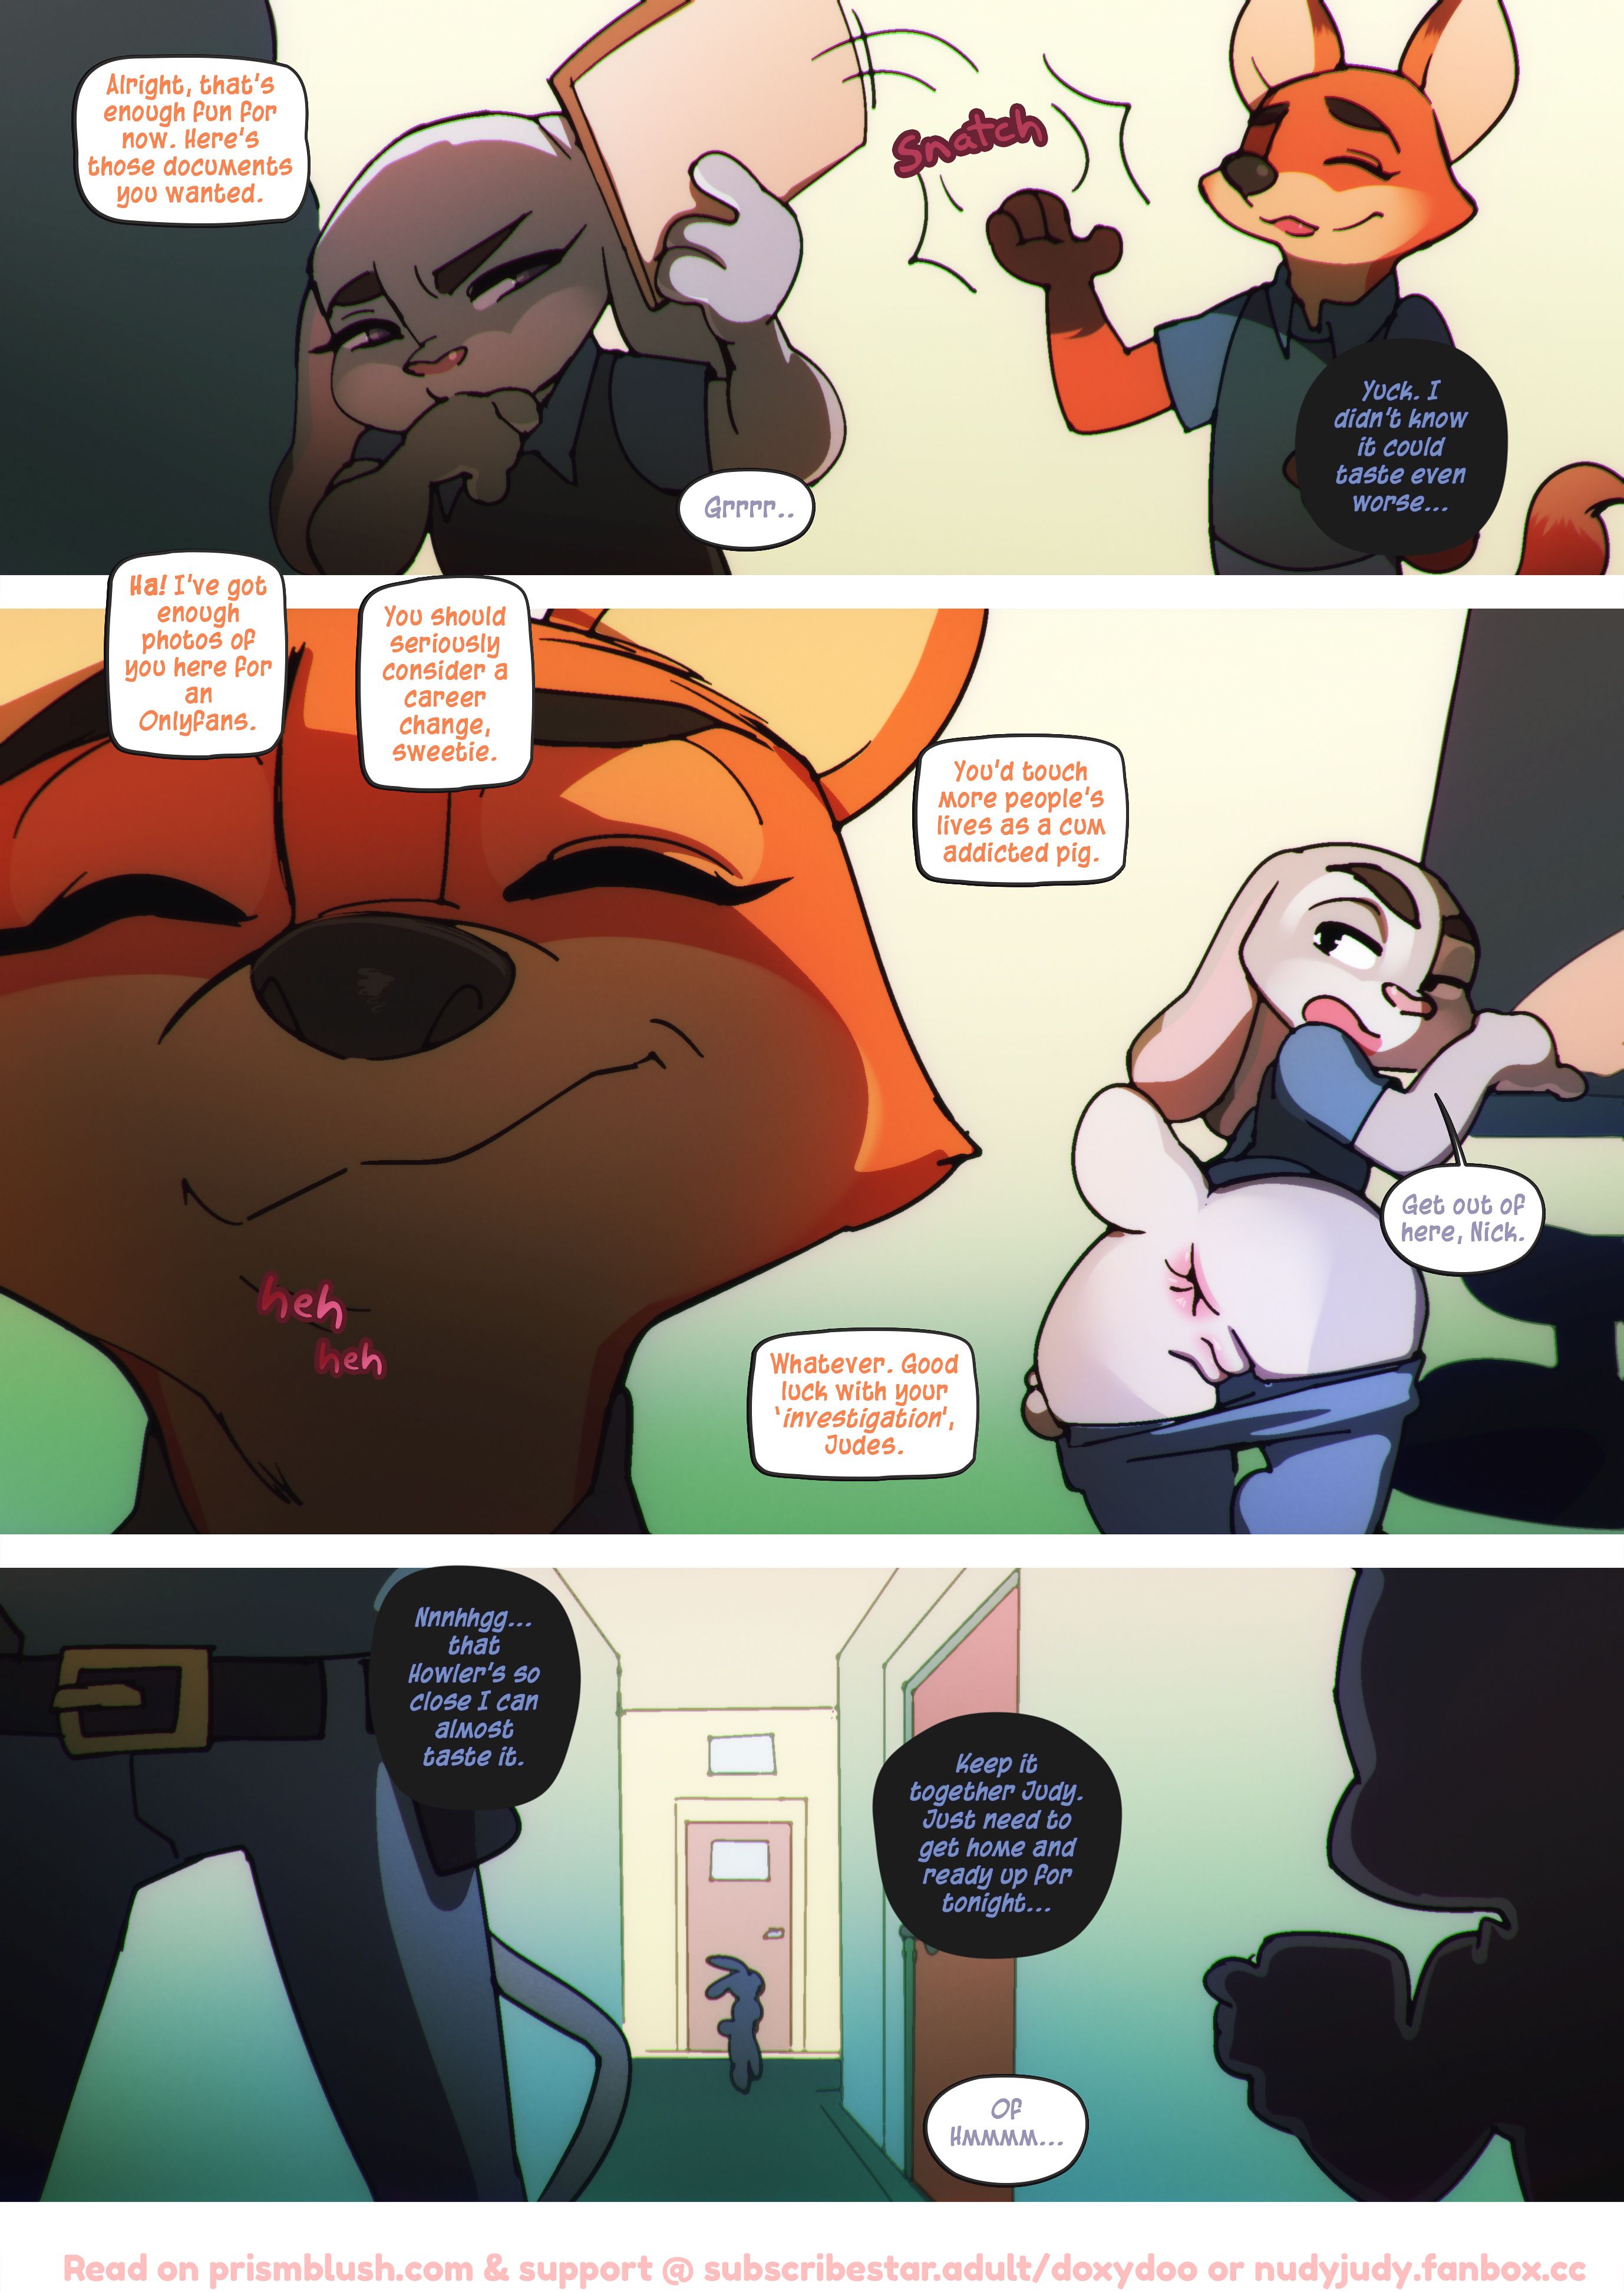 Alright, that's
enough fun for
now. Here's
those documents
you wanted.
Snatch
Yuck. I
didn't know
it could
taste even
worse...
Grrrr..
Ha! I've got
enough
photos of
you here for
an
Onlyfans.
You should
seriously
consider a
career
change,
sweetie.
You'd touch
more people's
lives as a cum
addicted pig.
Get out of
here, Nick.
heh
heh
Whatever. Good
luck with your
'investigation',
Judes.
Nnnhhgg...
that
Howler's so
close I can
almost
taste it.
Keep it
together Judy.
Just need to
get home and
ready up for
tonight...
Of
Hmmmm...
Read on prismblush.com & support @ subscribestar.adult/doxydoo or nudyjudy.fanbox.cc